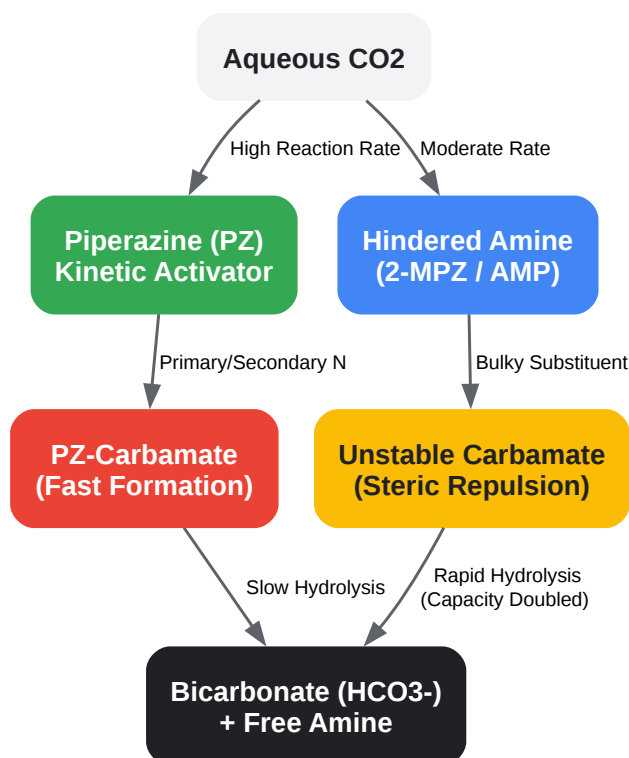 Aqueous CO2
High Reaction Rate
Moderate Rate
Piperazine (PZ)
Kinetic Activator
Hindered Amine
(2-MPZ / AMP)
Primary/Secondary N
Bulky Substituent
PZ-Carbamate
(Fast Formation)
Unstable Carbamate
(Steric Repulsion)
Slow Hydrolysis
Rapid Hydrolysis
(Capacity Doubled)
Bicarbonate (HCO3-)
+ Free Amine